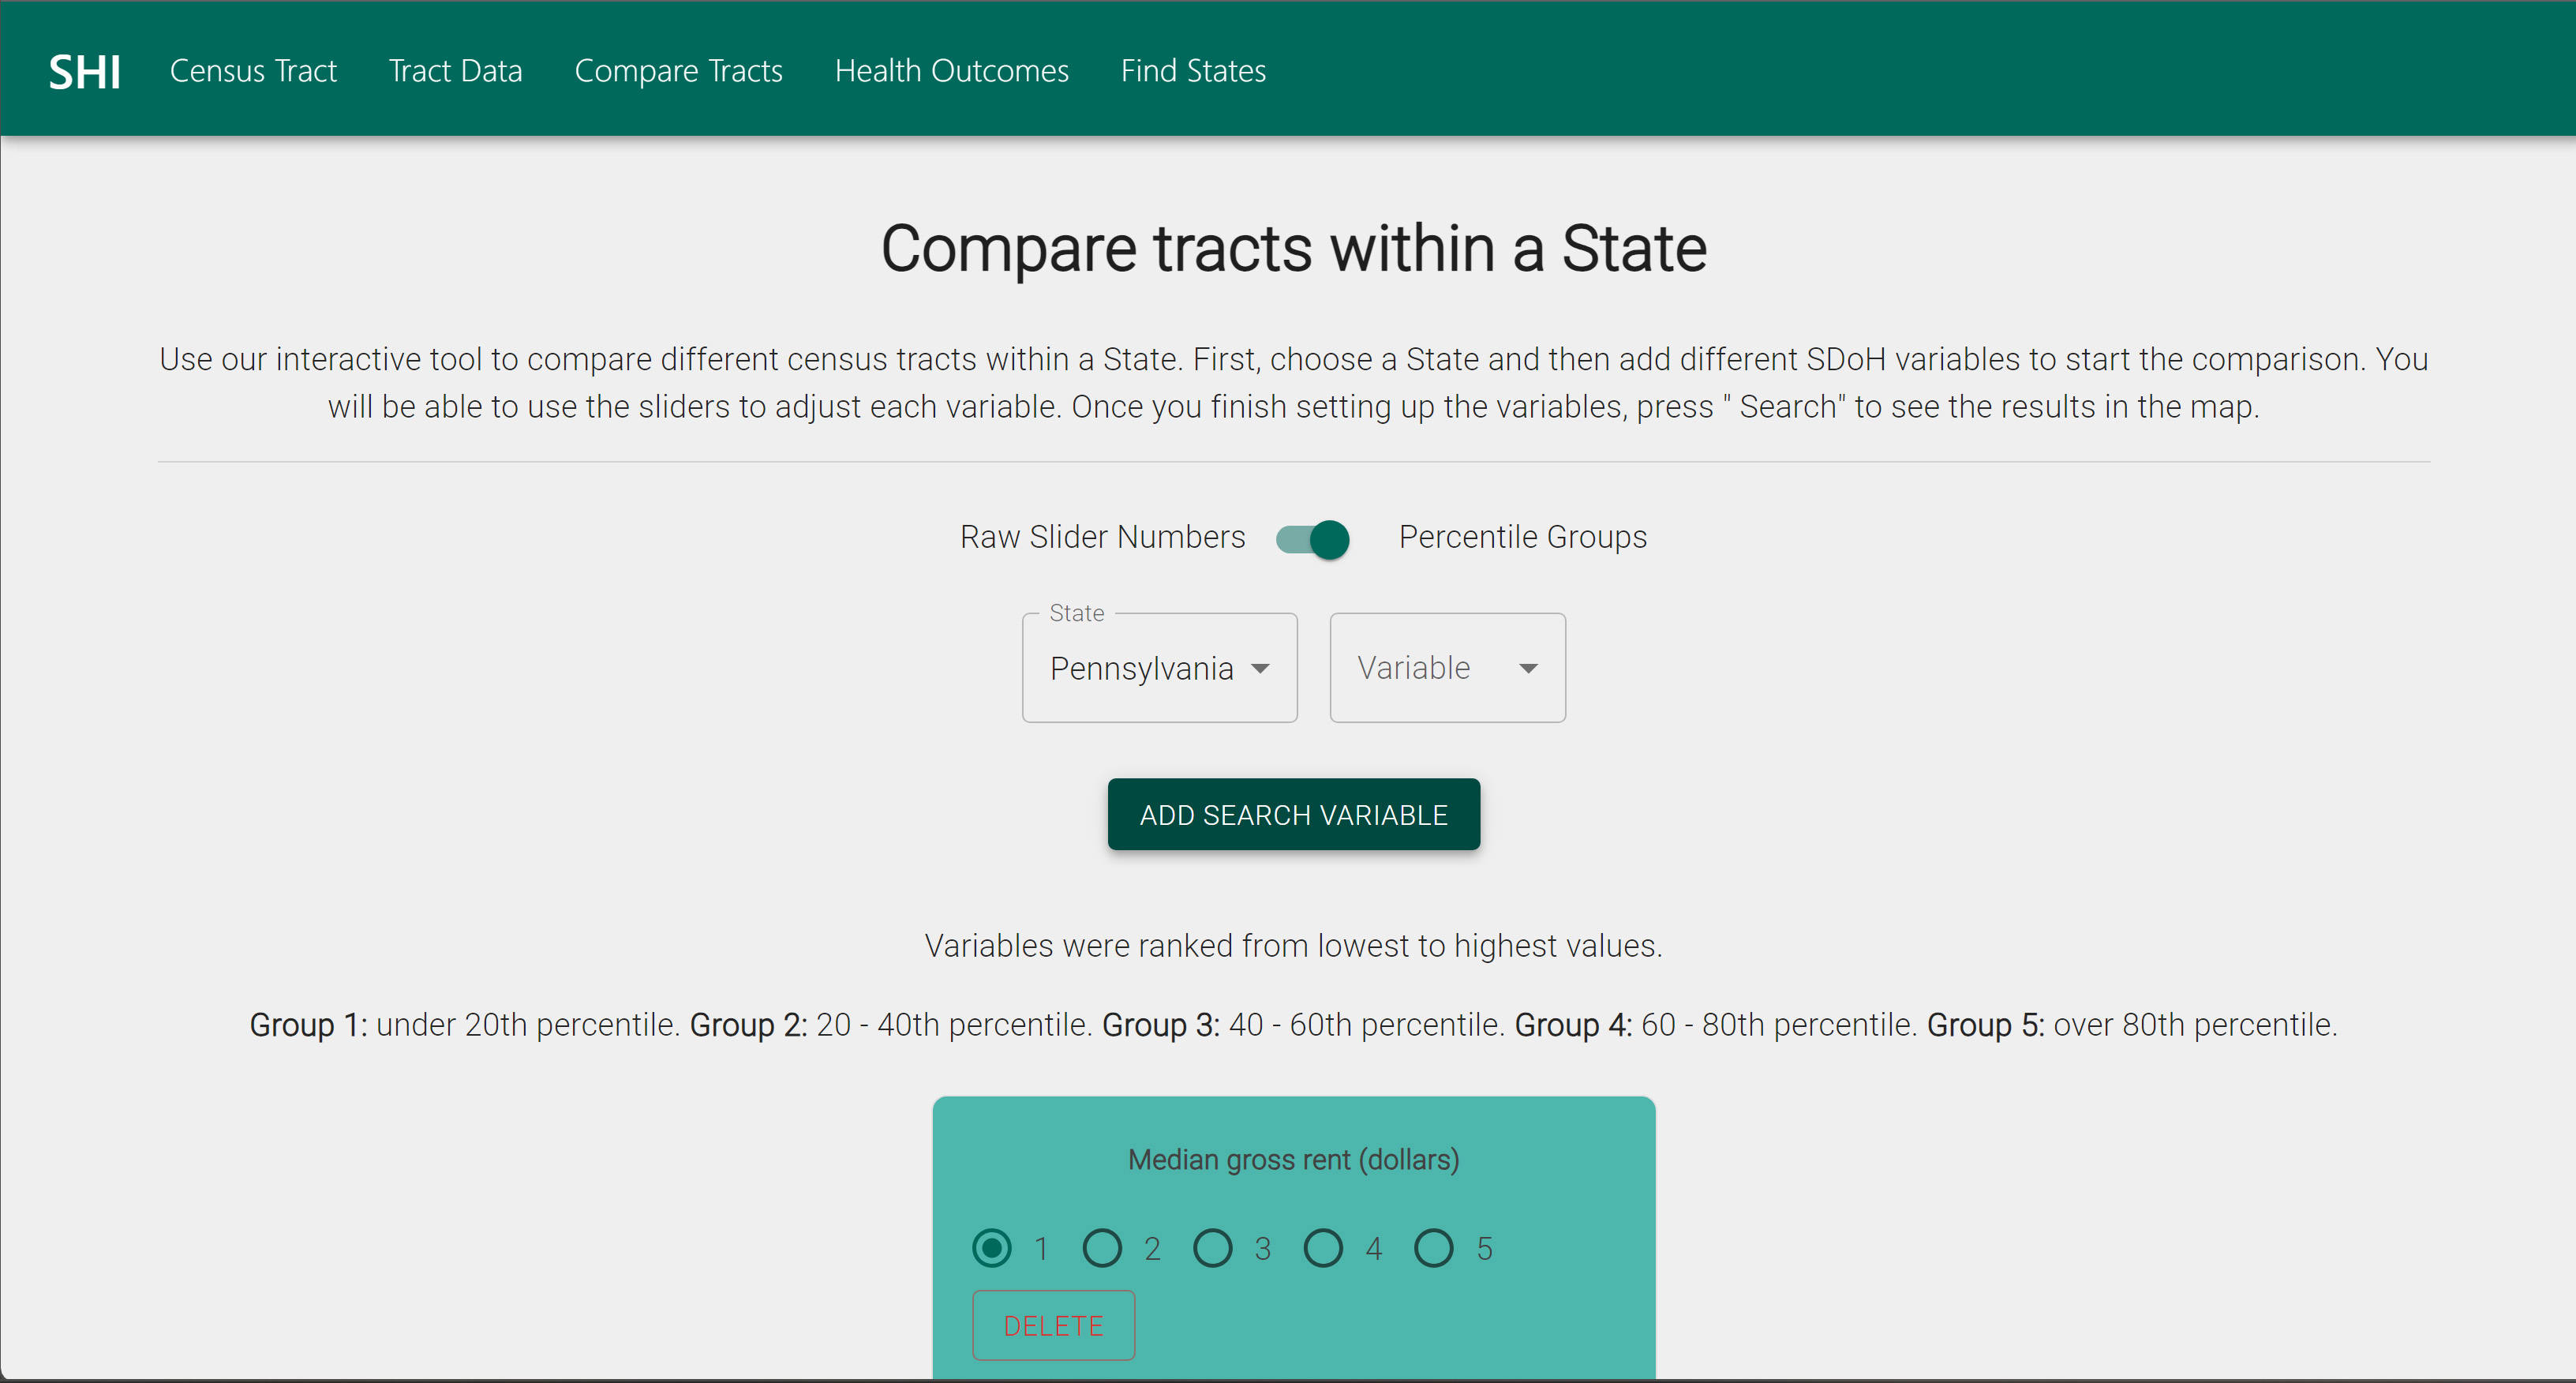 SHI Census Tract Tract Data Compare Tracts Health Outcomes Find States
Compare tracts within a State
Use our interactive tool to compare different census tracts within a State. First, choose a State and then add different SDoH variables to start the comparison. You
will be able to use the sliders to adjust each variable. Once you finish setting up the variables, press " Search" to see the results in the map.
Raw Slider Numbers Percentile Groups
State
Pennsylvania Variable
ADD SEARCH VARIABLE
Variables were ranked from lowest to highest values.
Group 1: under 20th percentile. Group 2: 20 - 40th percentile. Group 3: 40 - 60th percentile. Group 4: 60 - 80th percentile. Group 5: over 80th percentile.
Median gross rent (dollars)
1 2 3 4 5
DELETE